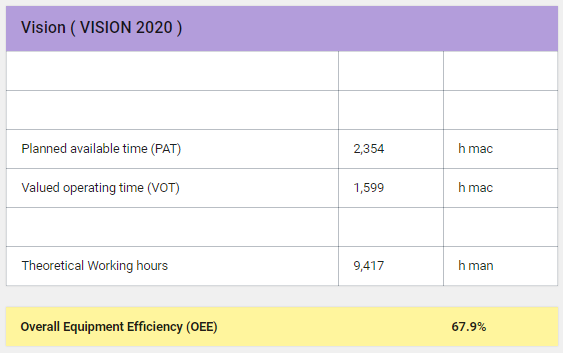 Vision ( VISION 2020 )
Planned available time (PAT) 2,354 h mac
Valued operating time (VOT) 1,599 h mac
Theoretical Working hours 9,417 h man
Overall Equipment Efficiency (OEE) 67.9%